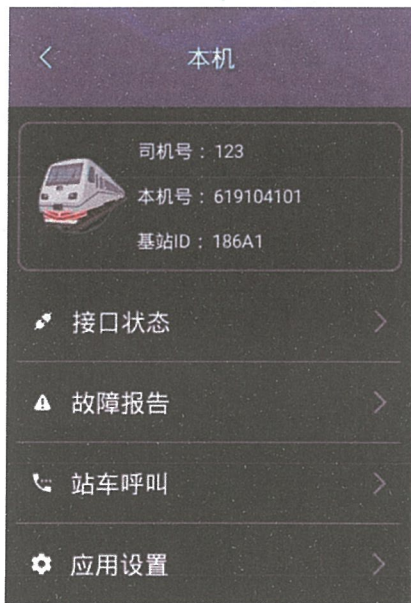 本机
司机号：123
本机号：619104101
基站ID：186A1
接口状态
故障报告
站车呼叫
应用设置